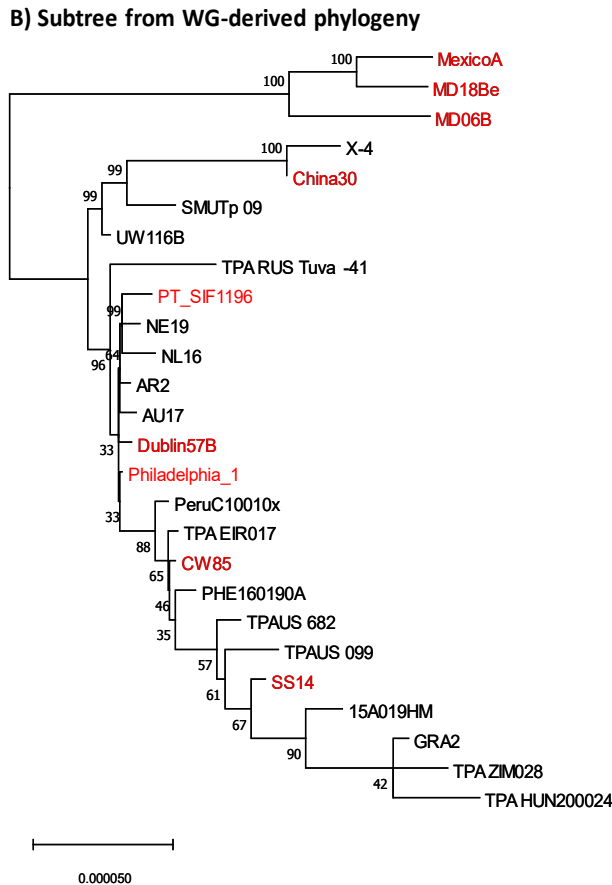 B) Subtree from WG-derived phylogeny
MexicoA
100
100
MD18Be
MD06B
X-4
100
China30
99
99
SMUTp 09
UW116B
TPA RUS Tuva -41
PT_SIF1196
99
NE19
64
NL16
96
AR2
AU17
Dublin57B
33
Philadelphia_1
PeruC10010x
33
TPA EIR017
88
CW85
65
PHE160190A
46
TPAUS 682
35
TPAUS 099
57
SS14
61
15A019HM
67
GRA2
90
TPA ZIM028
42
TPA HUN200024
0.000050